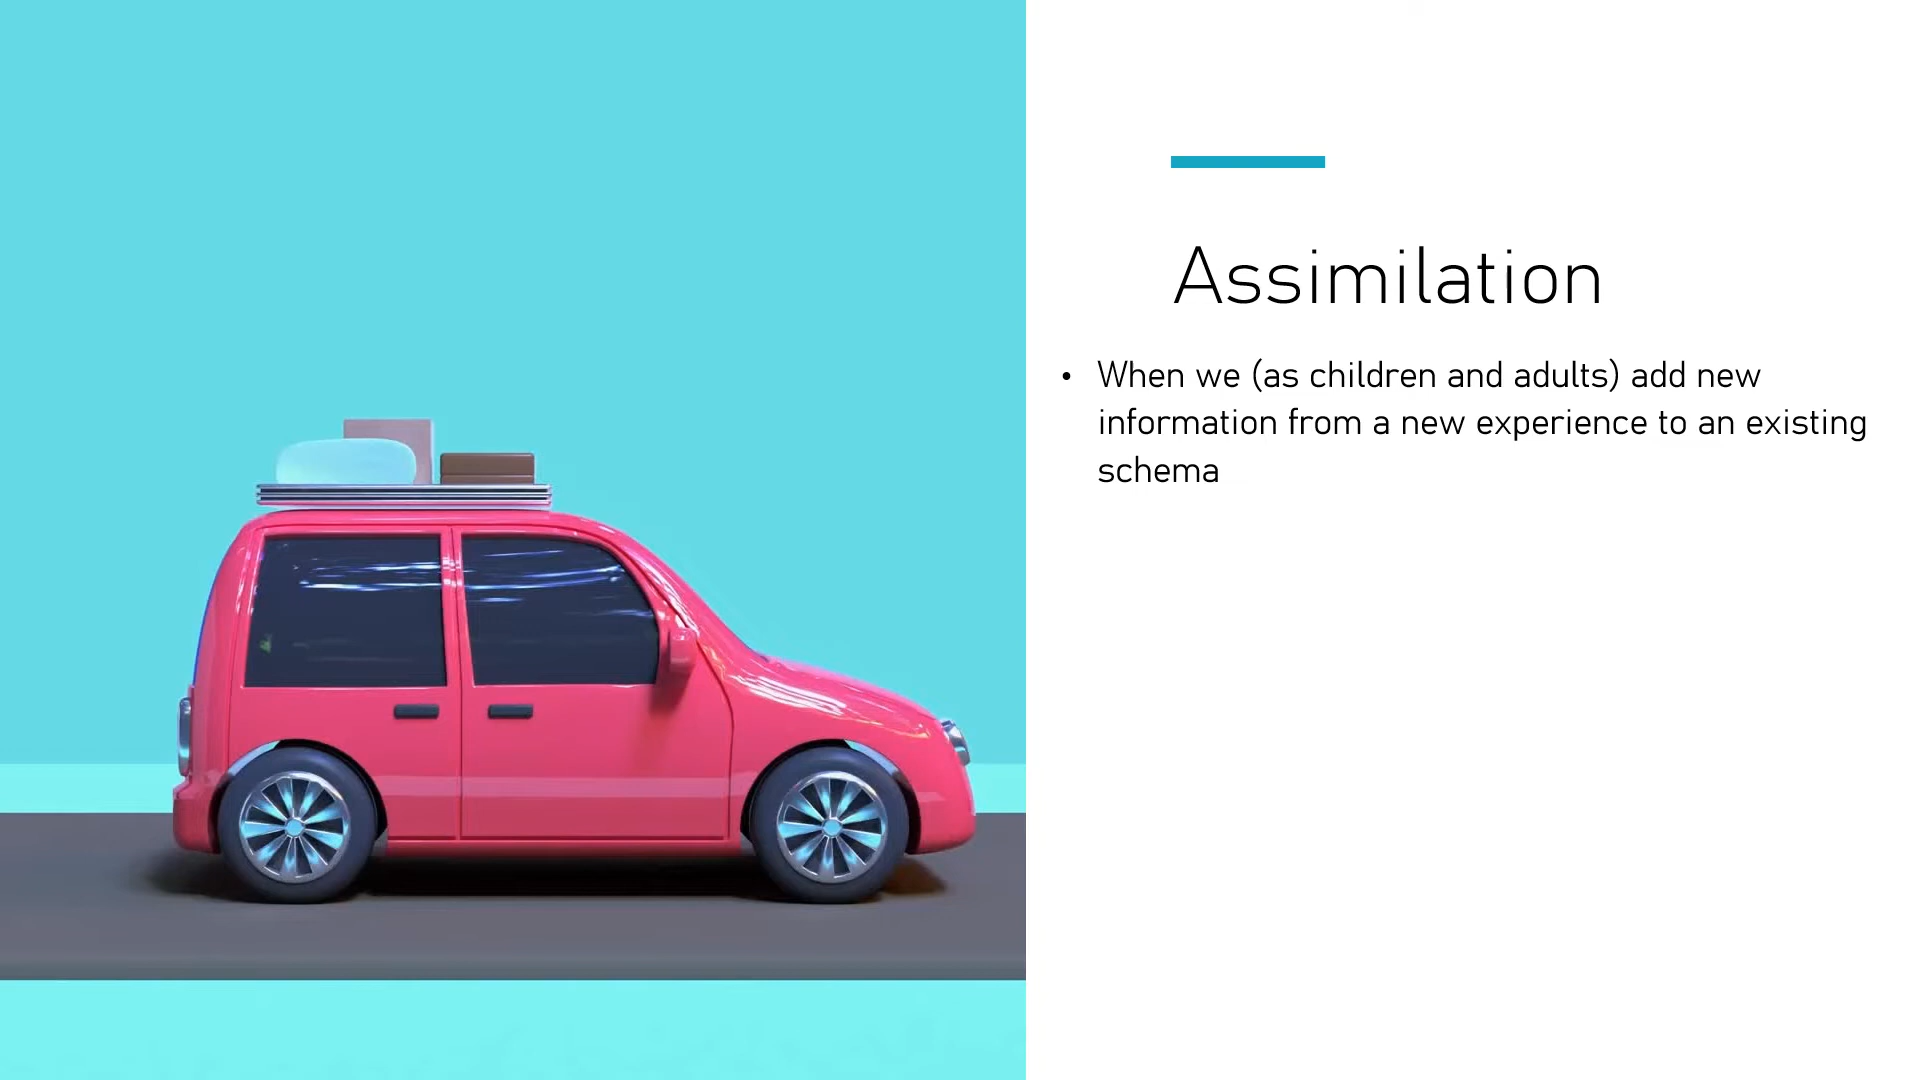 Assimilation
• When we (as children and adults) add new
information from a new experience to an existing
schema